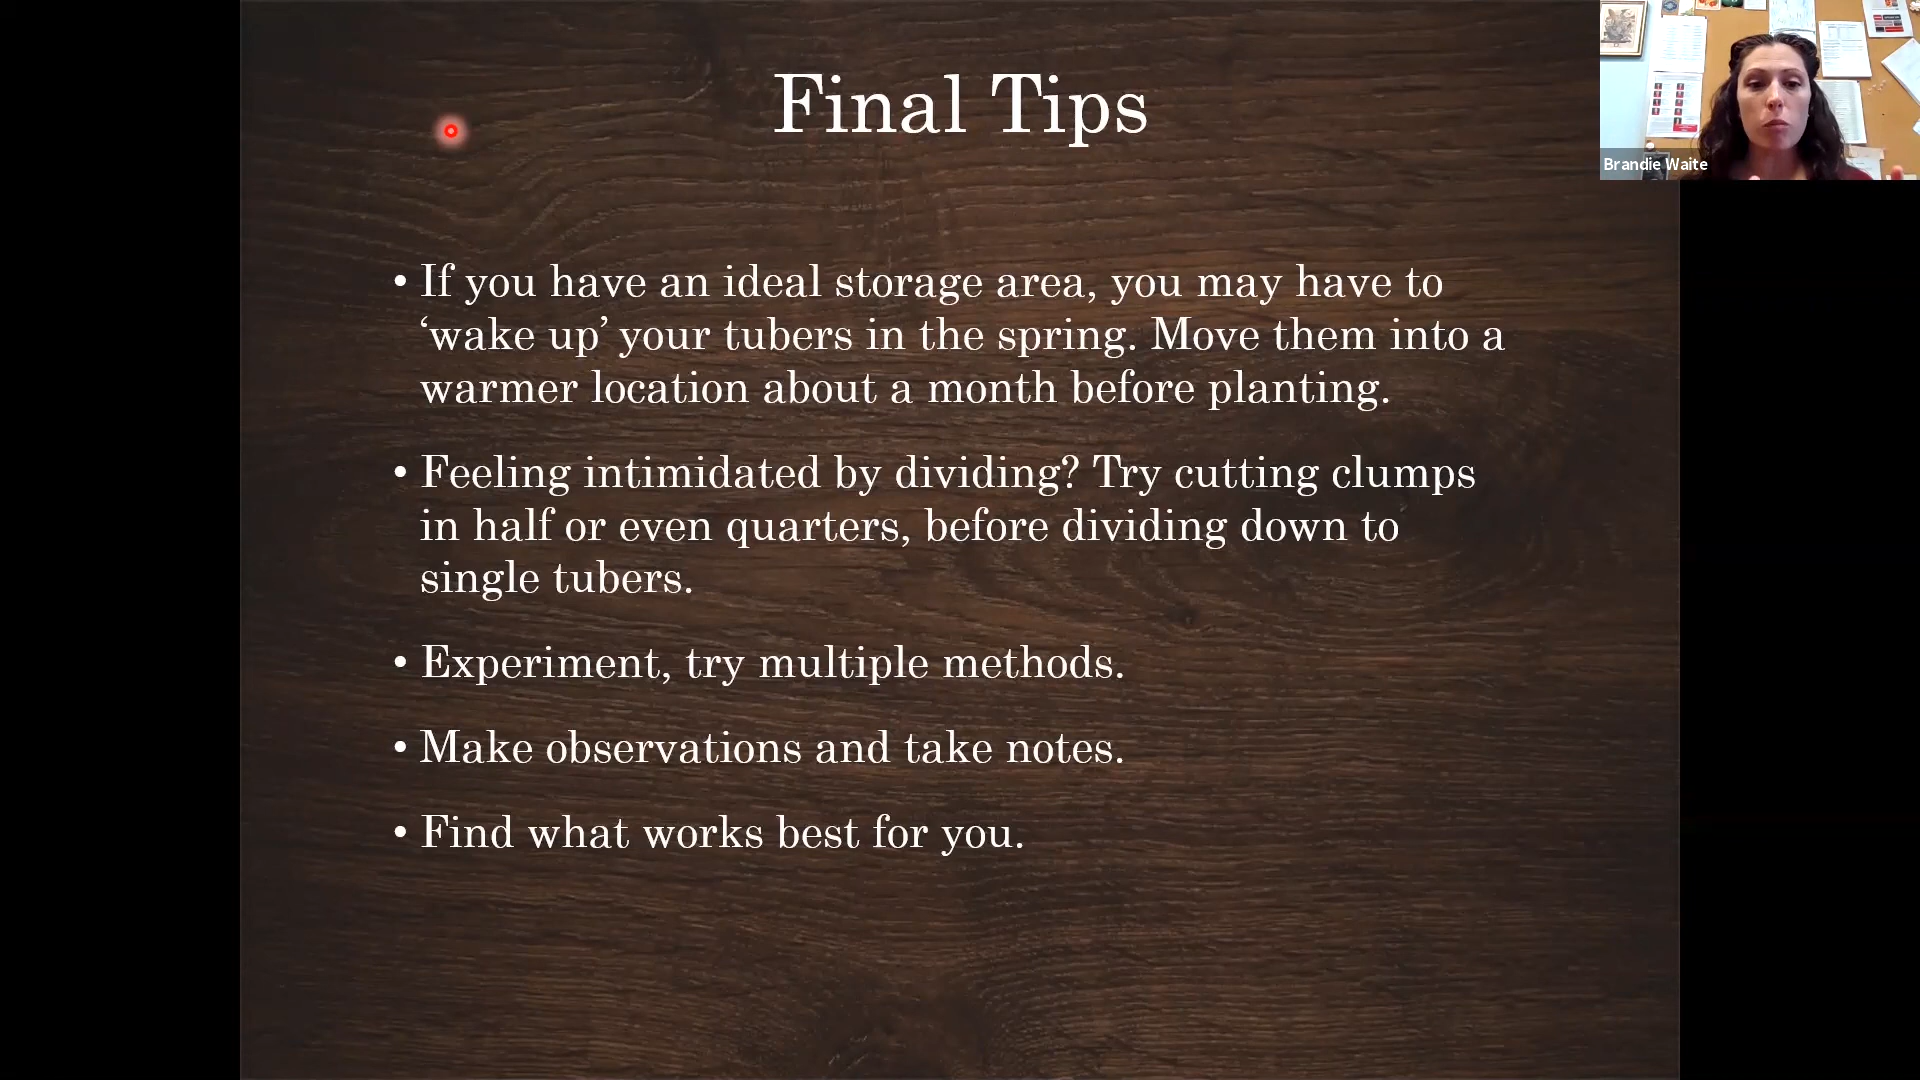 Final Tips
Brandie Waite
• If you have an ideal storage area, you may have to
‘wake up’ your tubers in the spring. Move them into a
warmer location about a month before planting.
• Feeling intimidated by dividing? Try cutting clumps
in half or even quarters, before dividing down to
single tubers.
• Experiment, try multiple methods.
• Make observations and take notes.
• Find what works best for you.